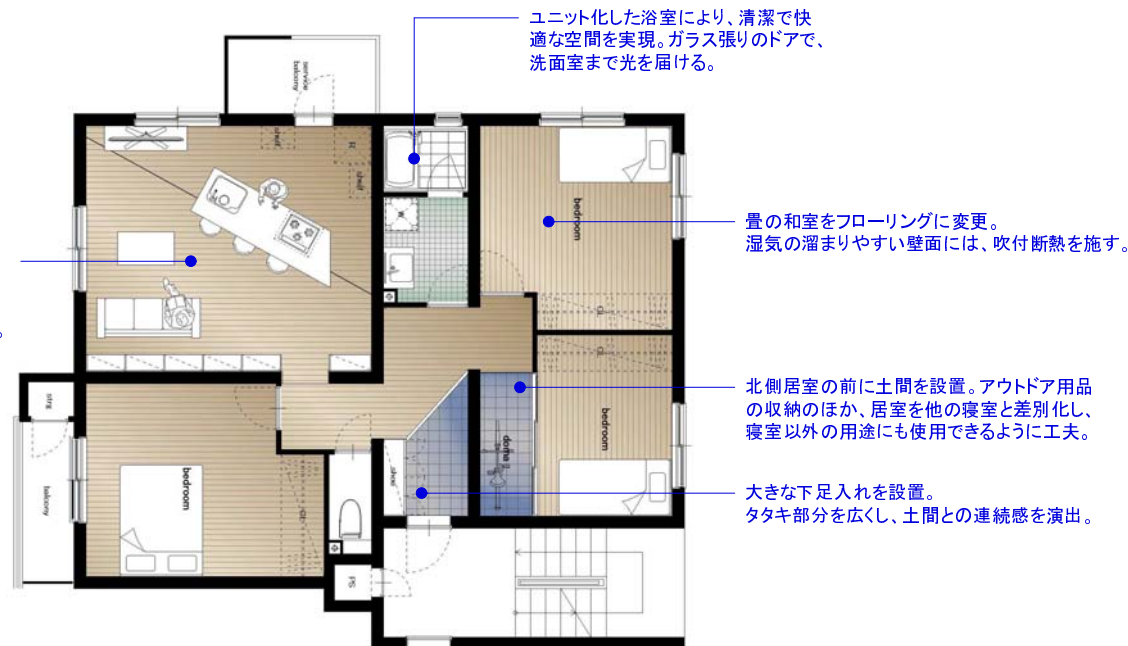 ユニット化した浴室により、清潔で快
適な空間を実現。ガラス張りのドアで、
洗面室まで光を届ける。
service
balcony
shelf
R
shelf
W
bedroom
畳の和室をフローリングに変更。
湿気の溜まりやすい壁面には、吹付断熱を施す。
。
CL
CL
北側居室の前に土間を設置。アウトドア用品
の収納のほか、居室を他の寝室と差別化し、
寝室以外の用途にも使用できるように工夫。
strg
bedroom
doma
bedroom
shoe
balcony
CL
大きな下足入れを設置。
タタキ部分を広くし、土間との連続感を演出。
PS